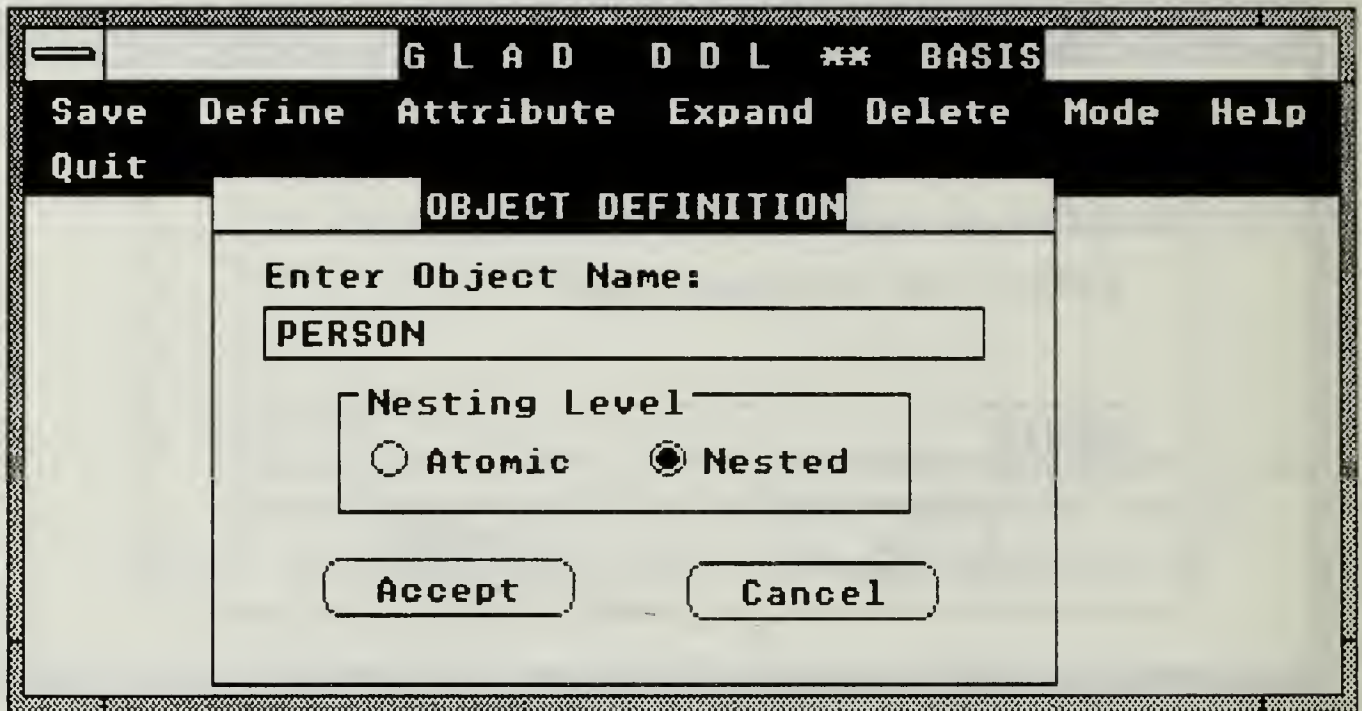 G L A D   D D L  **  BASIS
Save Define Attribute Expand Delete Mode Help
Quit
OBJECT DEFINITION
Enter Object Name:
PERSON
Nesting Level
Atomic Nested
Accept Cancel